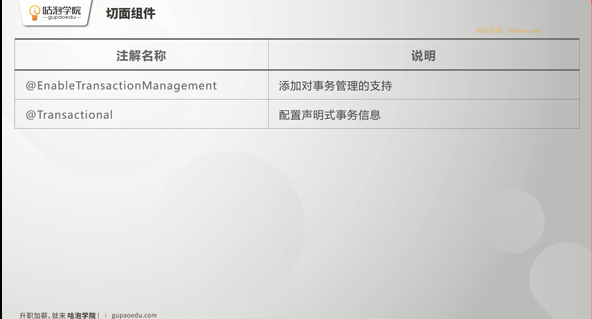 咕泡学院
gupaoedu
切面组件
注解名称 说明
@EnableTransactionManagement 添加对事务管理的支持
@Transactional 配置声明式事务信息
升职加薪，就来咕泡学院！ gupaoedu.com